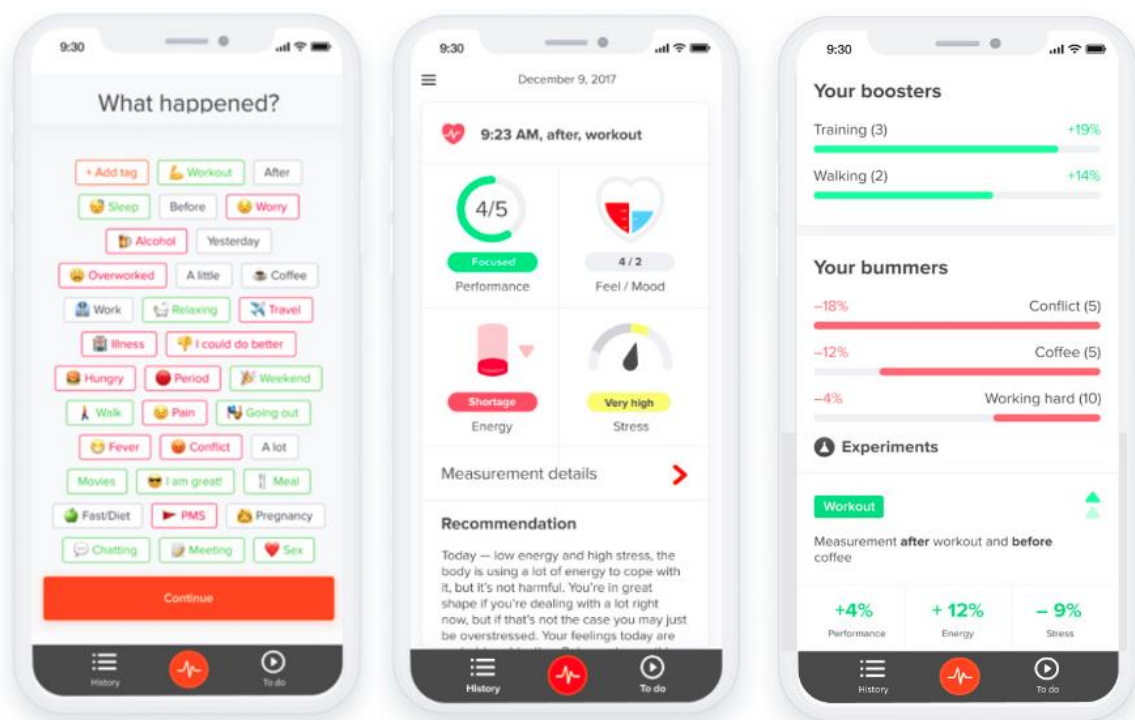 9:30
What happened?
+ Add tag
Workout
After
Sleep
Before
Worry
Alcohol
Yesterday
Overworked
A little
Coffee
Work
Relaxing
Travel
Illness
I could do better
Hungry
Period
Weekend
Walk
Pain
Going out
Fever
Conflict
A lot
Movies
I am great!
Meal
Fast/Diet
PMS
Pregnancy
Chatting
Meeting
Sex
Continue
History
To do
9:30
December 9, 2017
9:23 AM, after, workout
4/5
Focused
Performance
4 / 2
Feel / Mood
Shortage
Energy
Very high
Stress
Measurement details
Recommendation
Today — low energy and high stress, the
body is using a lot of energy to cope with
it, but it's not harmful. You're in great
shape if you're dealing with a lot right
now, but if that's not the case you may just
be overstressed. Your feelings today are
History
To do
9:30
Your boosters
Training (3) +19%
Walking (2) +14%
Your bummers
–18% Conflict (5)
–12% Coffee (5)
–4% Working hard (10)
Experiments
Workout
Measurement after workout and before
coffee
+4%
Performance
+ 12%
Energy
– 9%
Stress
History
To do